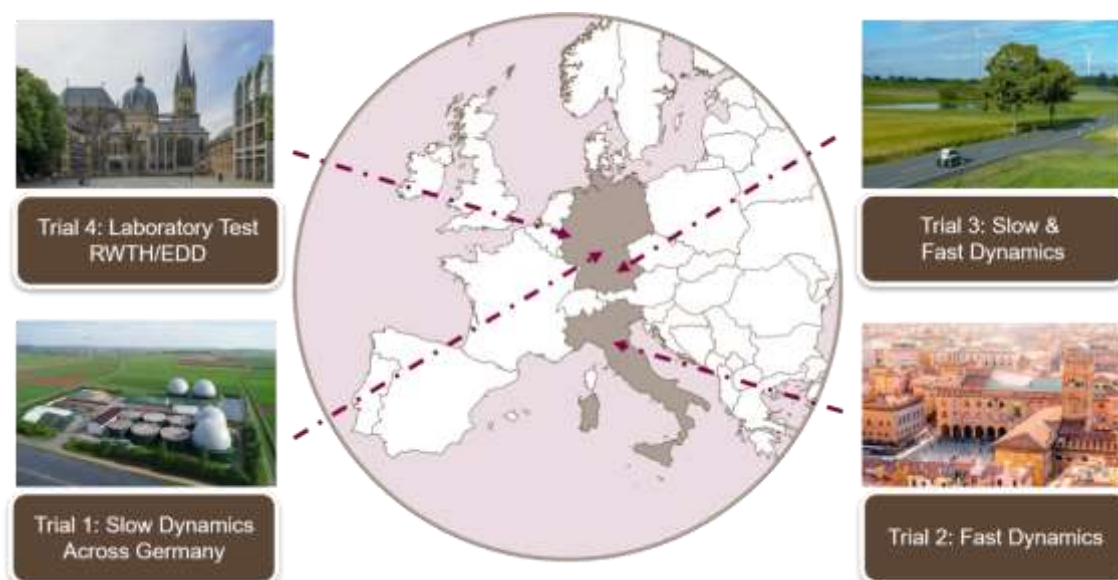 Trial 4: Laboratory Test
RWTH/EDD
Trial 3: Slow &
Fast Dynamics
Trial 1: Slow Dynamics
Across Germany
Trial 2: Fast Dynamics